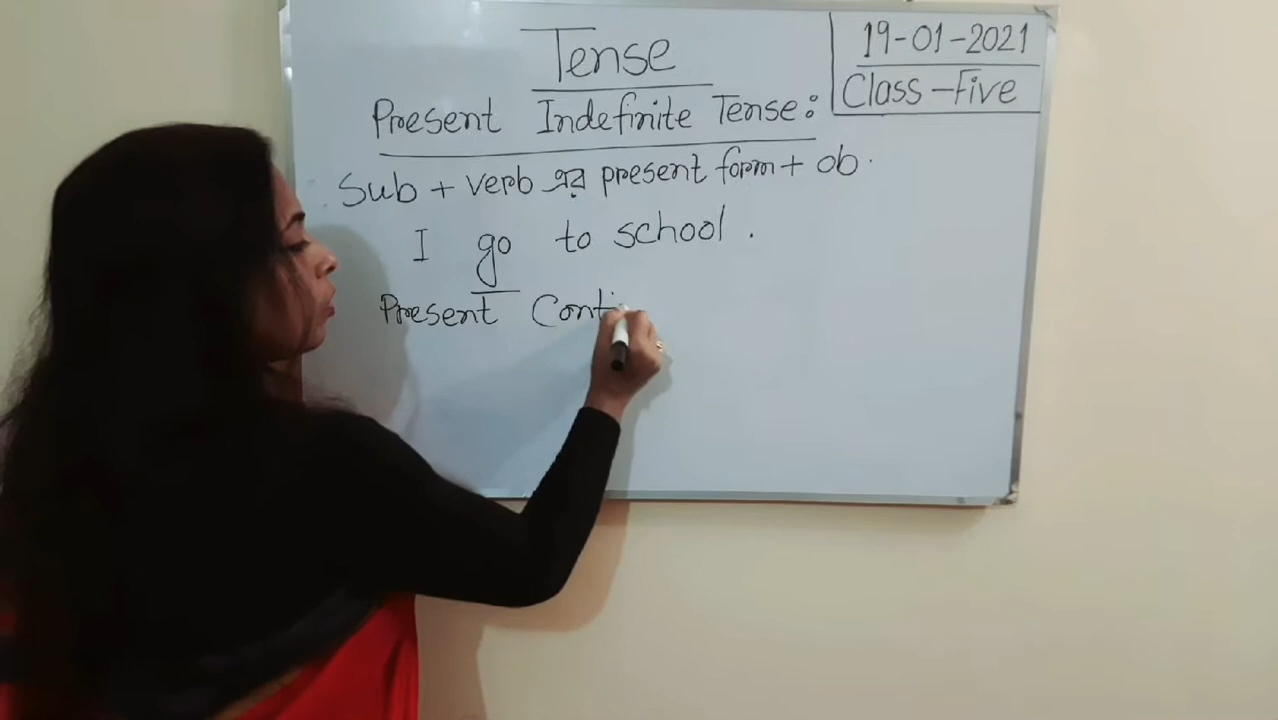 Tense
19-01-2021
Class-Five
Present Indefinite Tense:
Sub + verb এর present form + ob.
I go to school.
Present Conti